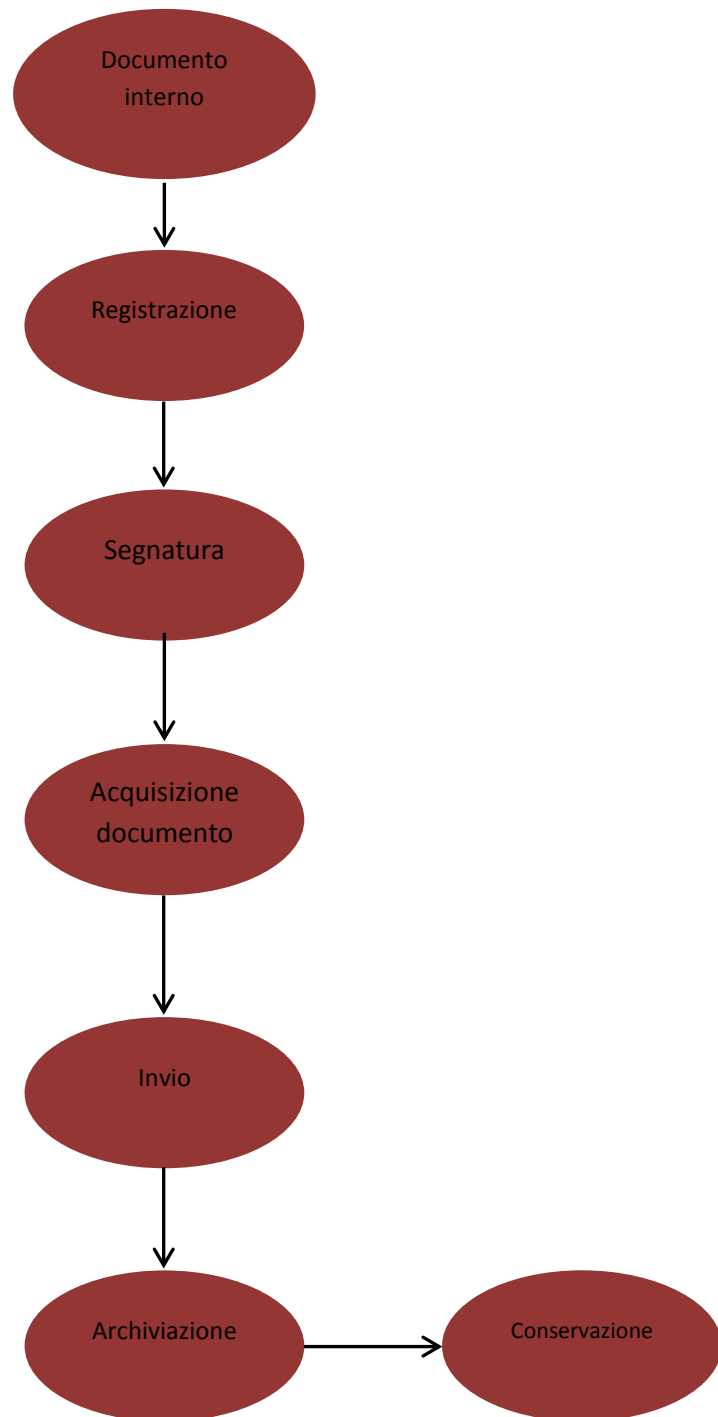 Documento
interno
Registrazione
Segnatura
Acquisizione
documento
Invio
Archiviazione
Conservazione